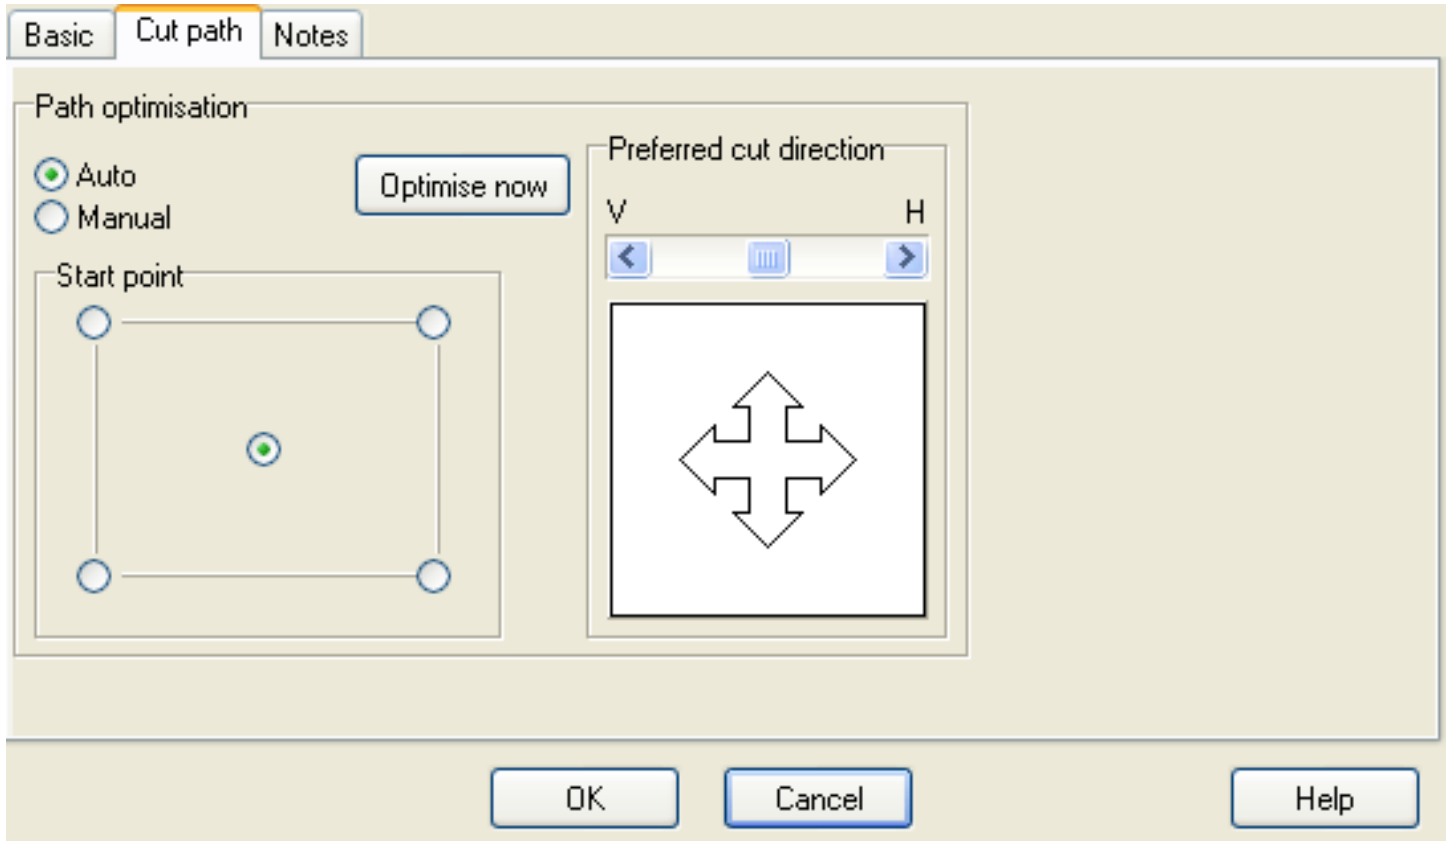 Basic Cut path Notes
Path optimisation
Auto
Manual
Optimise now
Start point
Preferred cut direction
V H
OK Cancel Help